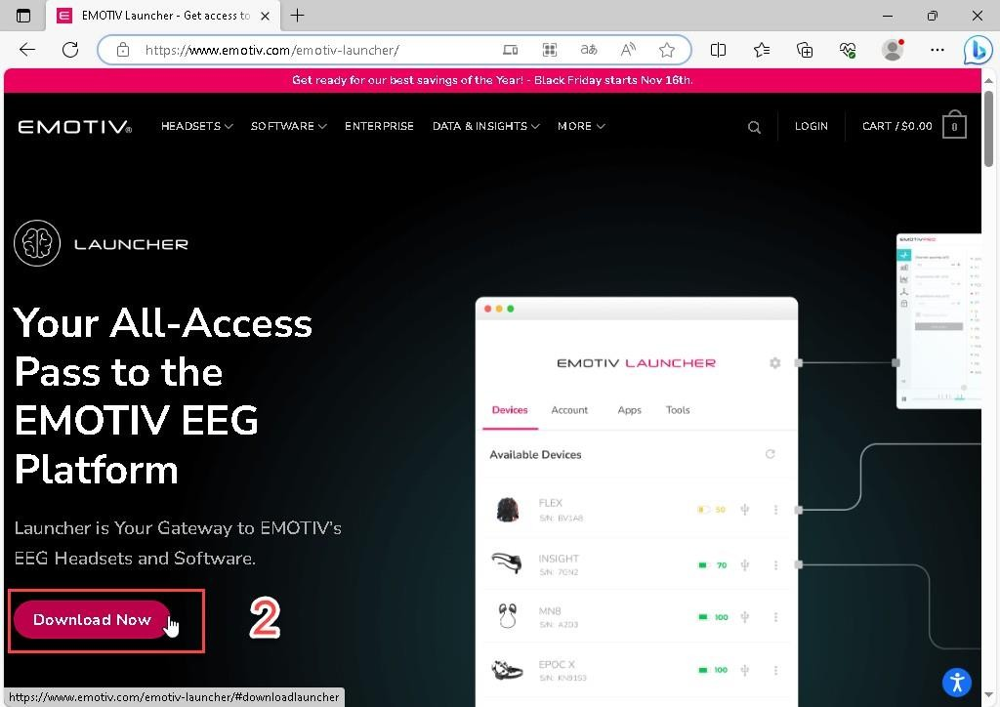 EMOTIV Launcher - Get access to
https://www.emotiv.com/emotiv-launcher/
Get ready for our best savings of the Year! - Black Friday starts Nov 16th.
EMOTIV® HEADSETS SOFTWARE ENTERPRISE DATA & INSIGHTS MORE LOGIN CART / $0.00 0
LAUNCHER
Your All-Access
Pass to the
EMOTIV EEG
Platform
Launcher is Your Gateway to EMOTIV's
EEG Headsets and Software.
Download Now
2
EMOTIV LAUNCHER
Devices Account Apps Tools
Available Devices
FLEX
S/N: BV1A8
50
INSIGHT
S/N: 7GN2
70
MN8
S/N: A2D3
100
EPOC X
S/N: KN91S3
100
EMOTIVPRO
https://www.emotiv.com/emotiv-launcher/#downloadlauncher